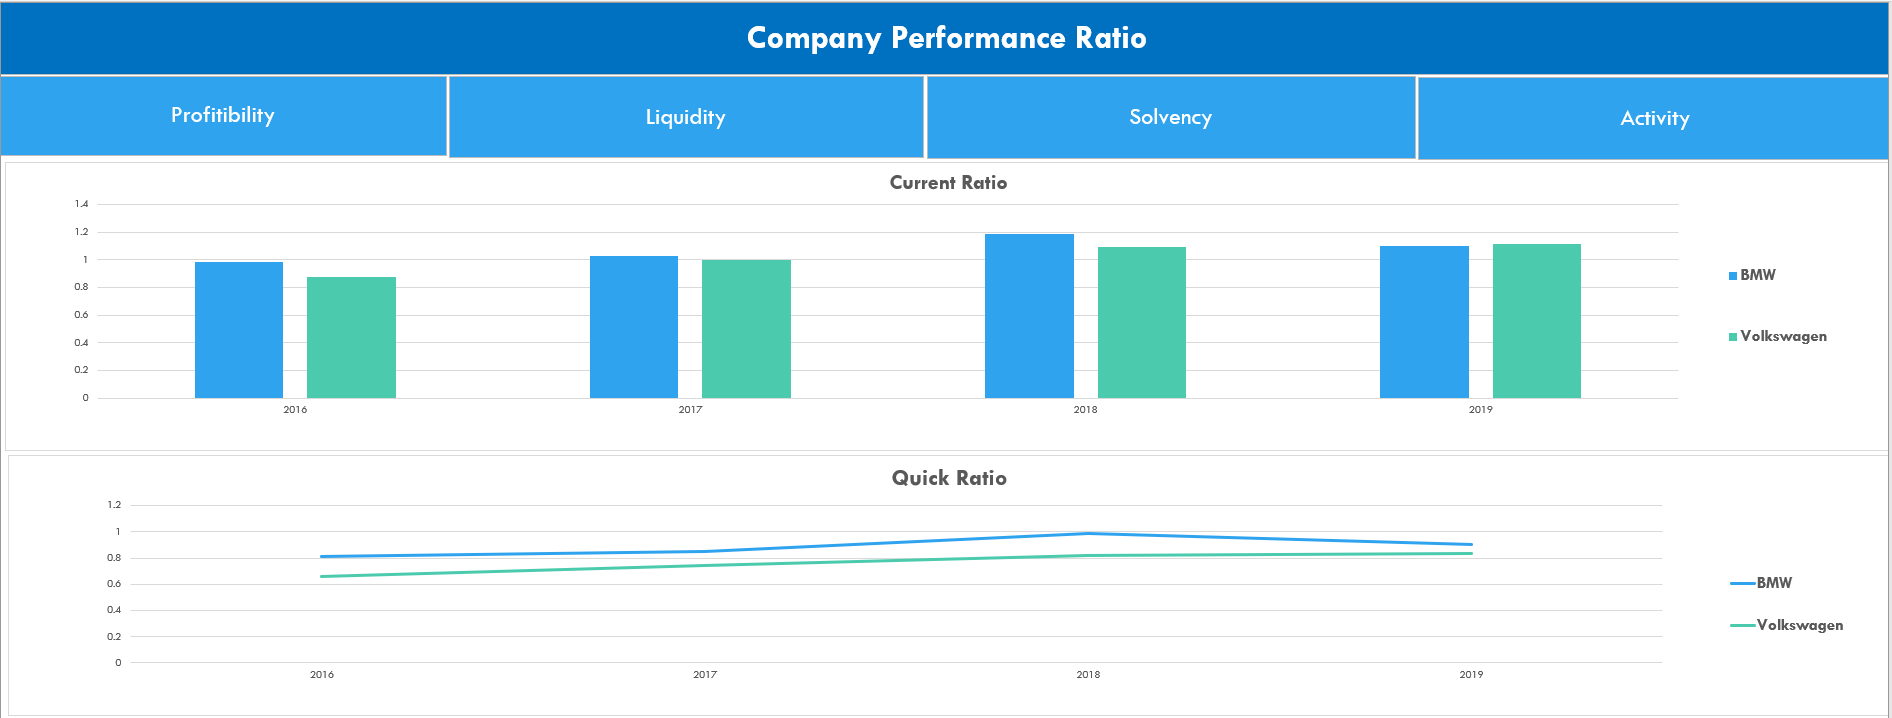 Company Performance Ratio
Profitibility
Liquidity
Solvency
Activity
Current Ratio
1.4
1.2
1
0.8
0.6
0.4
0.2
0
2016
2017
2018
2019
BMW
Volkswagen
Quick Ratio
1.2
1
0.8
0.6
0.4
0.2
0
2016
2017
2018
2019
BMW
Volkswagen